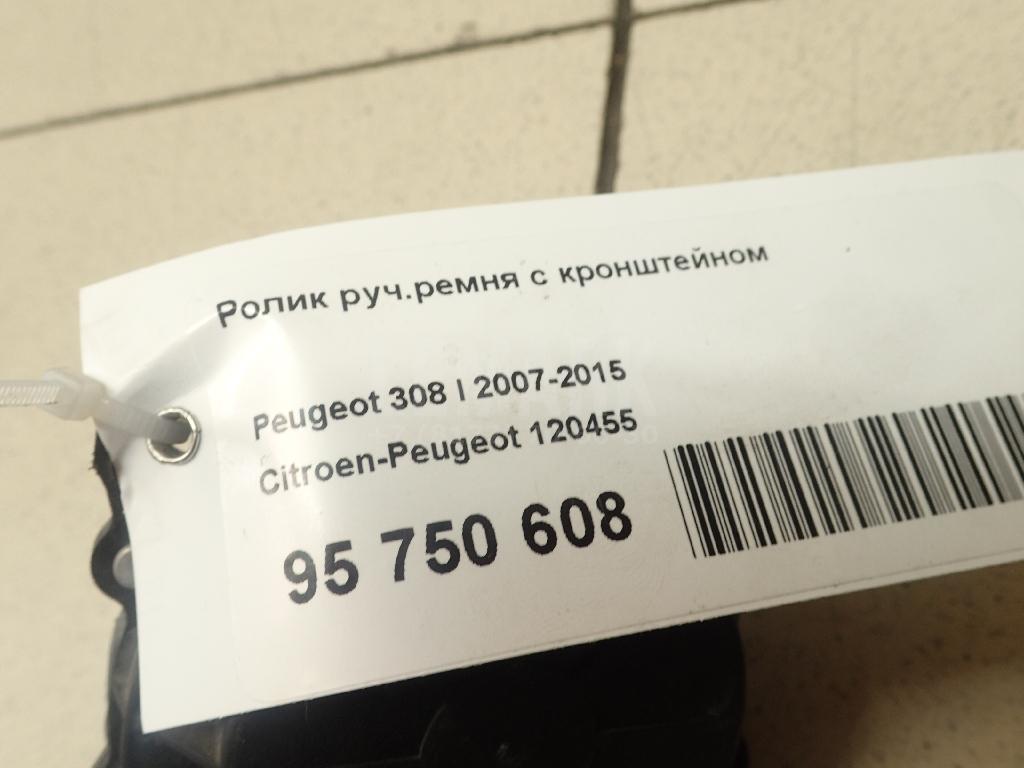 Ролик руч.ремня с кронштейном
Peugeot 308 I 2007-2015
Citroen-Peugeot 120455
95 750 608